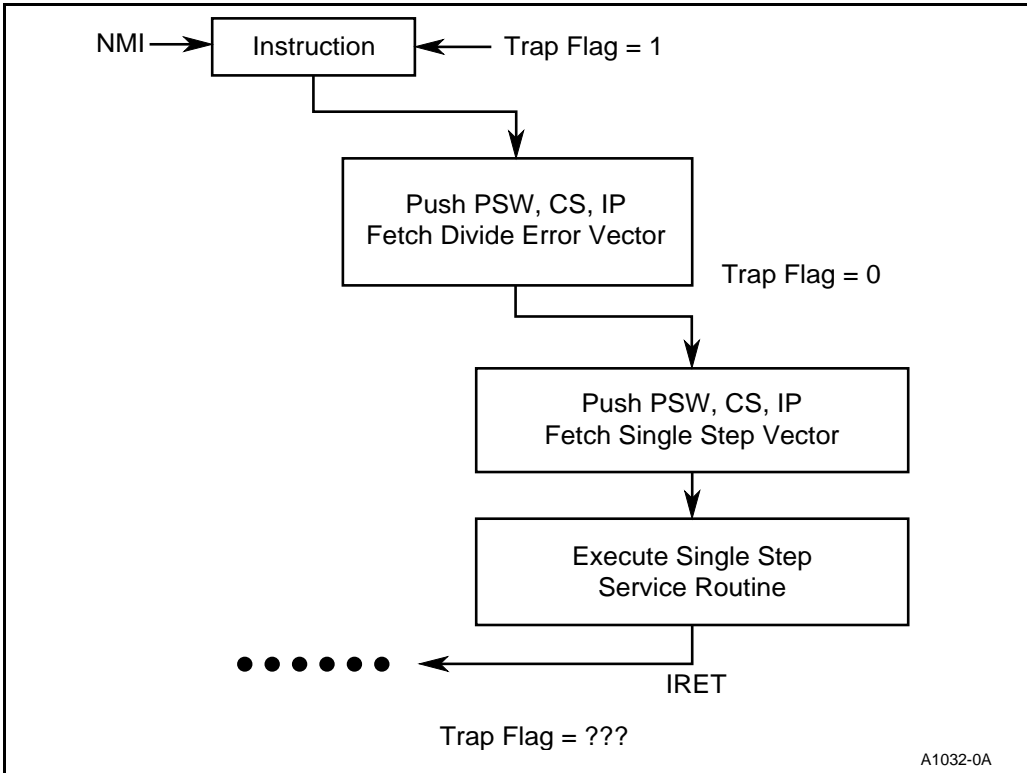 NMI
Instruction
Trap Flag = 1
Push PSW, CS, IP
Fetch Divide Error Vector
Trap Flag = 0
Push PSW, CS, IP
Fetch Single Step Vector
Execute Single Step
Service Routine
IRET
Trap Flag = ???
A1032-0A